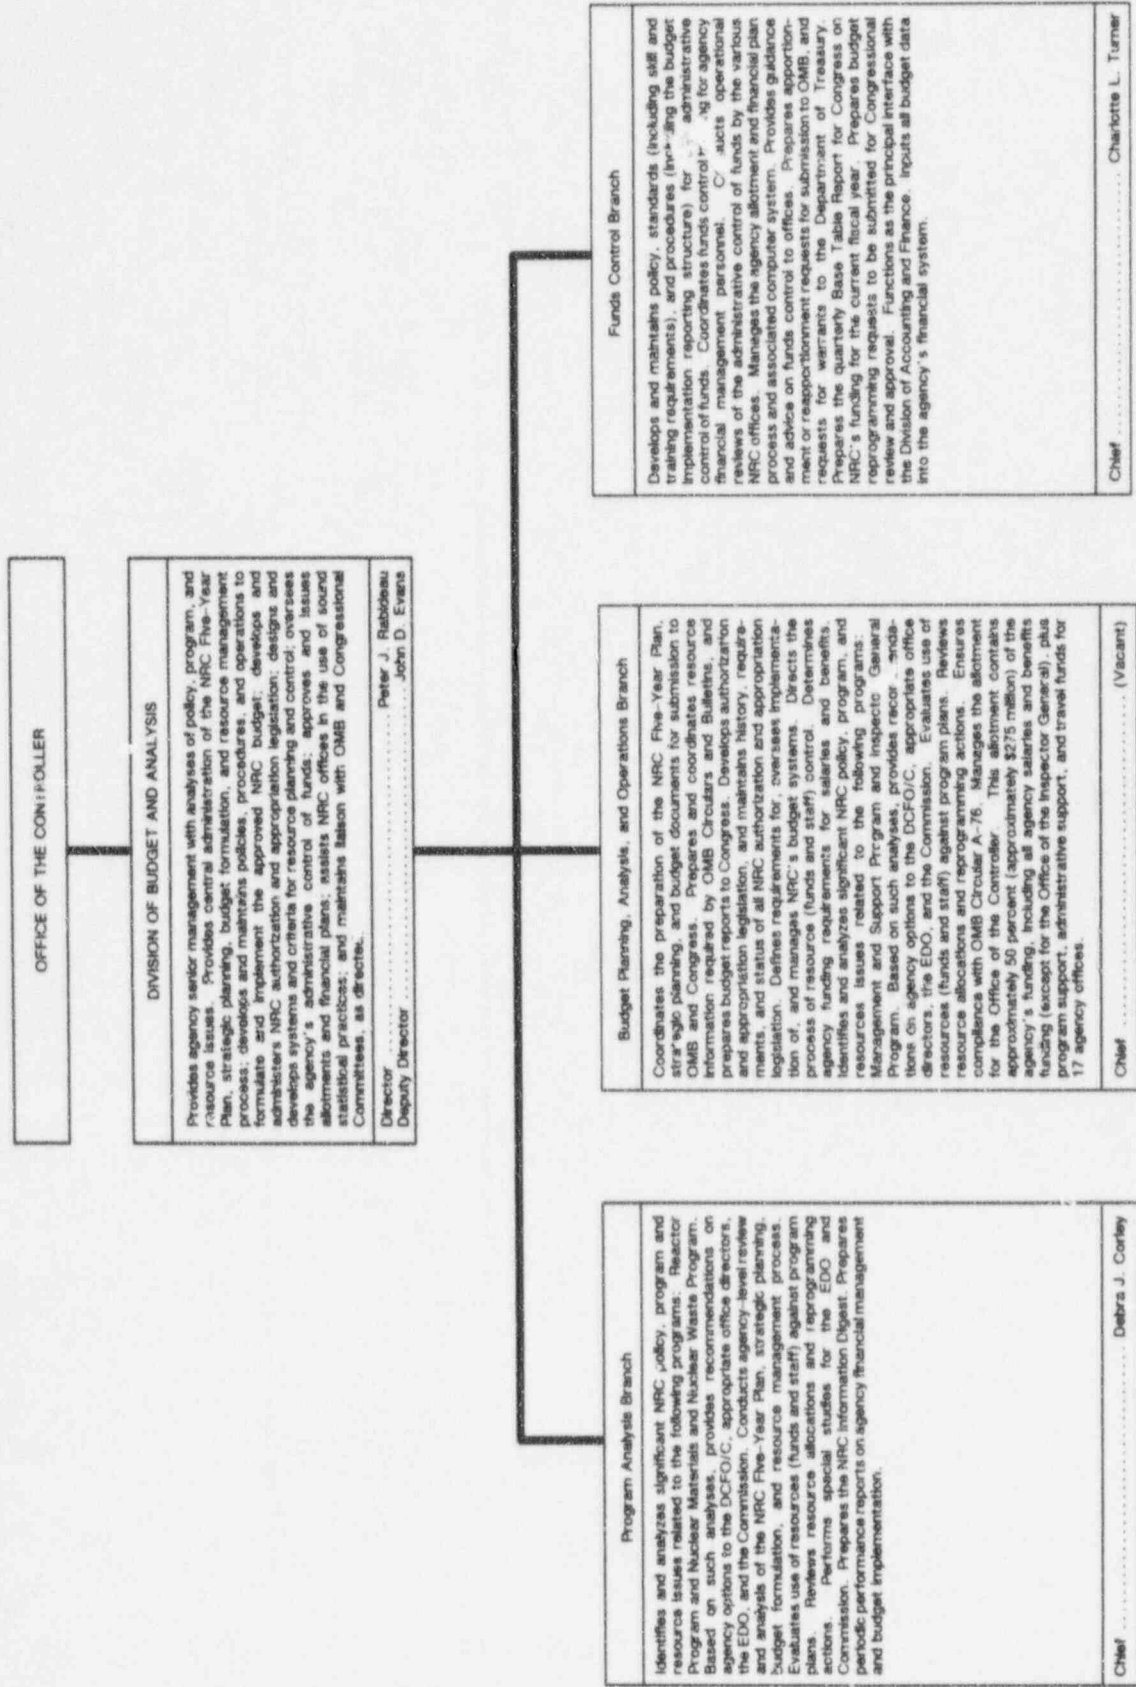 OFFICE OF THE CONTROLLER
DIVISION OF BUDGET AND ANALYSIS
Provides agency senior management with analyses of policy, program, and
resource issues. Provides central administration of the NRC Five-Year
Plan, strategic planning, budget formulation, and resource management
process; develops and maintains policies, procedures, and operations to
formulate and implement the approved NRC budget; develops and
administers NRC authorization and appropriation legislation; designs and
develops systems and criteria for resource planning and control; oversees
the agency's administrative control of funds; approves and issues
allotments and financial plans; assists NRC offices in the use of sound
statistical practices; and maintains liaison with OMB and Congressional
Committees, as directed.
Director .................... Peter J. Rabideau
Deputy Director .................... John D. Evans
Program Analysis Branch
Identifies and analyzes significant NRC policy, program and
resource issues related to the following programs: Reactor
Program and Nuclear Materials and Nuclear Waste Program.
Based on such analyses, provides recommendations on
agency options to the DCFO/C, appropriate office directors,
the EDO, and the Commission. Conducts agency-level review
and analysis of the NRC Five-Year Plan, strategic planning,
budget formulation, and resource management process.
Evaluates use of resources (funds and staff) against program
plans. Reviews resource allocations and reprogramming
actions. Performs special studies for the EDO and
Commission. Prepares the NRC Information Digest. Prepares
periodic performance reports on agency financial management
and budget implementation.
Chief .................... Debra J. Corley
Budget Planning, Analysis, and Operations Branch
Coordinates the preparation of the NRC Five-Year Plan,
strategic planning, and budget documents for submission to
OMB and Congress. Prepares and coordinates resource
information required by OMB Circulars and Bulletins, and
prepares budget reports to Congress. Develops authorization
and appropriation legislation, and maintains history, require-
ments, and status of all NRC authorization and appropriation
legislation. Defines requirements for, oversees implementa-
tion of, and manages NRC's budget systems. Directs the
process of resource (funds and staff) control. Determines
agency funding requirements for salaries and benefits.
Identifies and analyzes significant NRC policy, program, and
resources issues related to the following programs:
Management and Support Program and Inspecto General
Program. Based on such analyses, provides recor enda-
tions on agency options to the DCFO/C, appropriate office
directors, the EDO, and the Commission. Evaluates use of
resources (funds and staff) against program plans. Reviews
resource allocations and reprogramming actions. Ensures
compliance with OMB Circular A-76. Manages the allotment
for the Office of the Controller. This allotment contains
approximately 50 percent (approximately $275 million) of the
agency's funding, including all agency salaries and benefits
funding (except for the Office of the Inspector General), plus
program support, administrative support, and travel funds for
17 agency offices.
Chief .................... (Vacant)
Funds Control Branch
Develops and maintains policy, standards (including skill and
training requirements), and procedures (including the budget
implementation reporting structure) for administrative
control of funds. Coordinates funds control ng for agency
financial management personnel. C ucts operational
reviews of the administrative control of funds by the various
NRC offices. Manages the agency allotment and financial plan
process and associated computer system. Provides guidance
and advice on funds control to offices. Prepares apportion-
ment or reapportionment requests for submission to OMB, and
requests for warrants to the Department of Treasury.
Prepares the quarterly Base Table Report for Congress on
NRC's funding for the current fiscal year. Prepares budget
reprogramming requests to be submitted for Congressional
review and approval. Functions as the principal interface with
the Division of Accounting and Finance. Inputs all budget data
into the agency's financial system.
Chief .................... Charlotte L. Turner